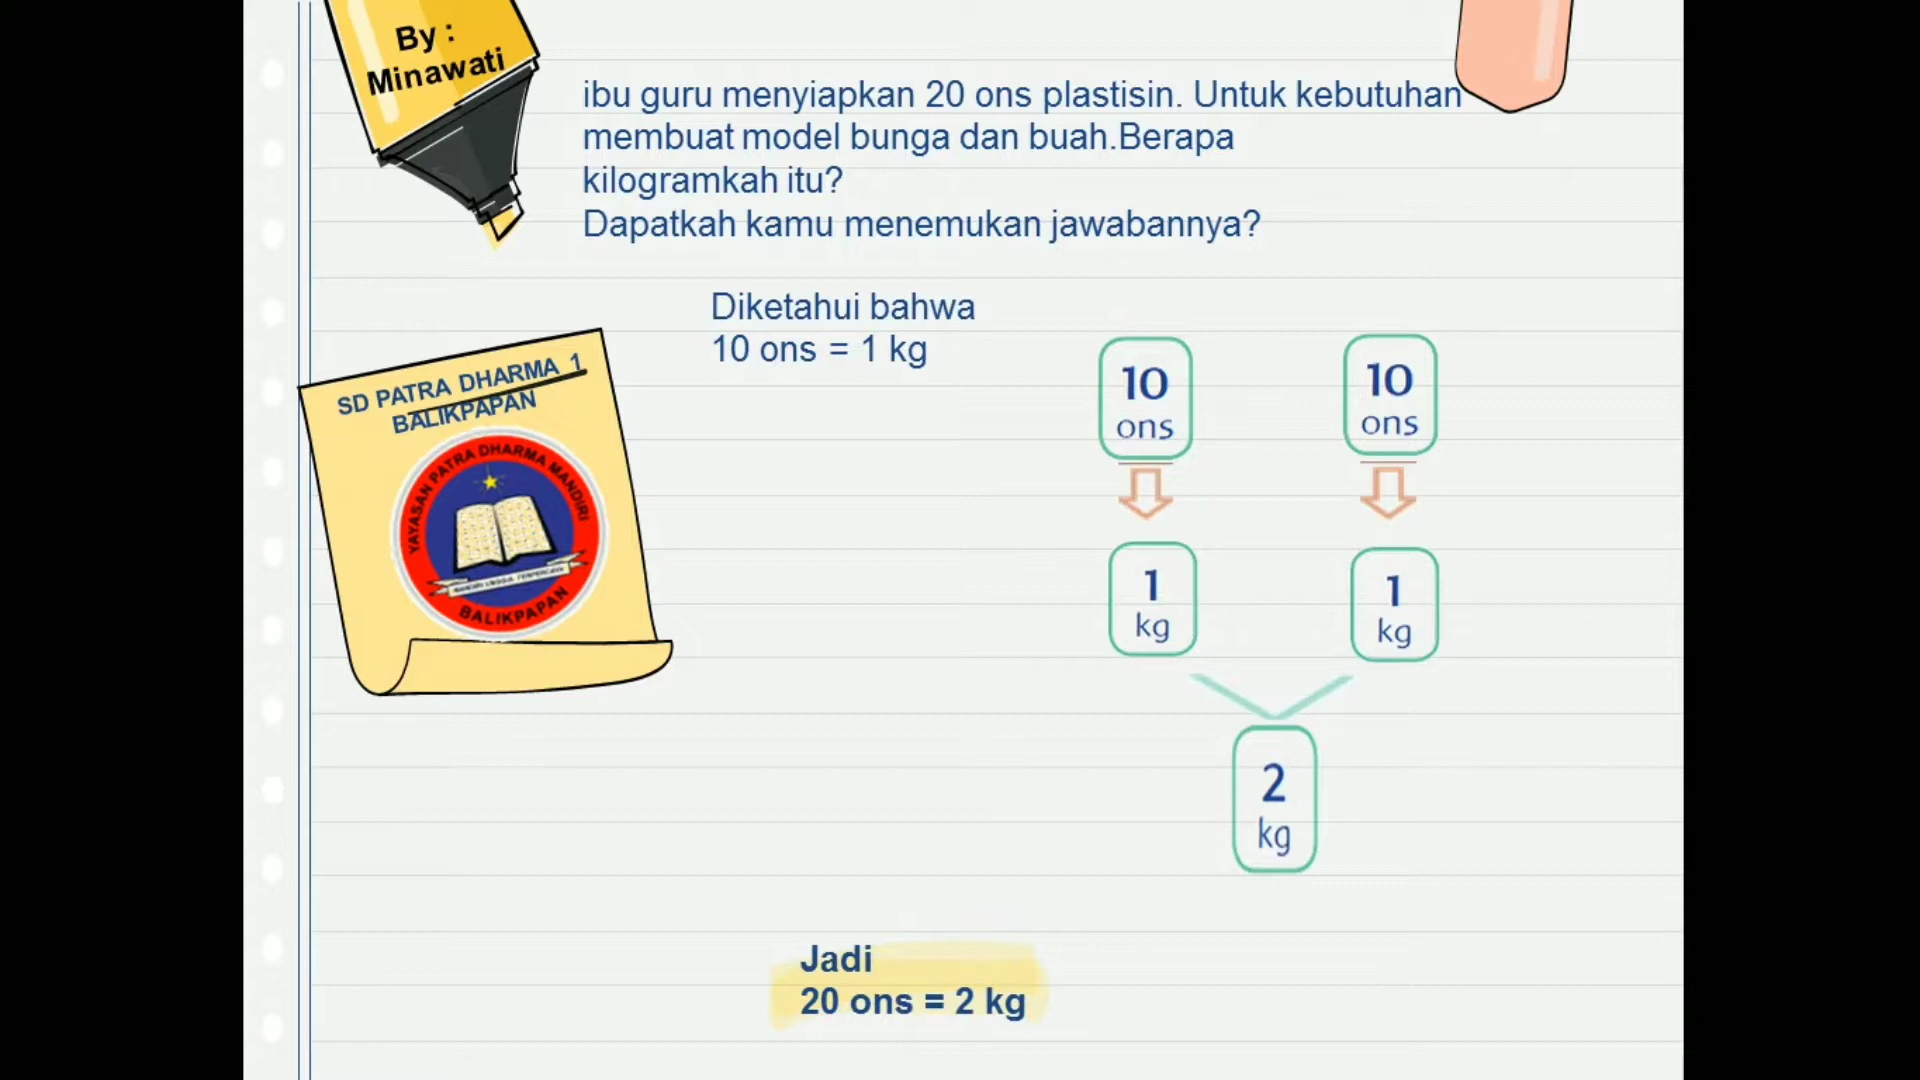 By :
Minawati
ibu guru menyiapkan 20 ons plastisin. Untuk kebutuhan
membuat model bunga dan buah.Berapa
kilogramkah itu?
Dapatkah kamu menemukan jawabannya?
Diketahui bahwa
10 ons = 1 kg
SD PATRA DHARMA 1
BALIKPAPAN
YAYASAN PATRA DHARMA MANDIRI
BALIKPAPAN
10
ons
10
ons
1
kg
1
kg
2
kg
Jadi
20 ons = 2 kg